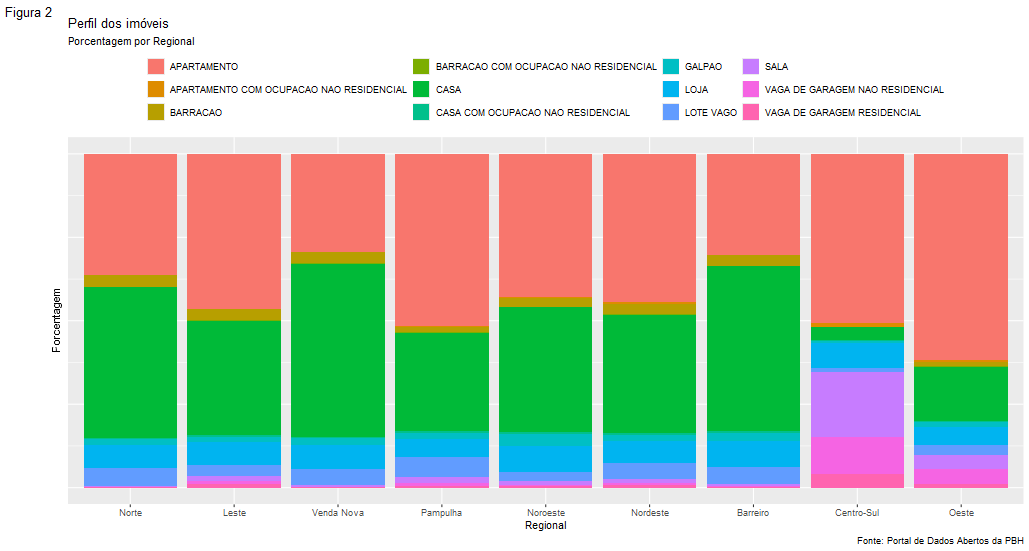 Figura 2
Perfil dos imóveis
Porcentagem por Regional
APARTAMENTO
BARRACAO COM OCUPACAO NAO RESIDENCIAL
GALPAO
SALA
APARTAMENTO COM OCUPACAO NAO RESIDENCIAL
CASA
LOJA
VAGA DE GARAGEM NAO RESIDENCIAL
BARRACAO
CASA COM OCUPACAO NAO RESIDENCIAL
LOTE VAGO
VAGA DE GARAGEM RESIDENCIAL
Porcentagem
Norte
Leste
Venda Nova
Pampulha
Noroeste
Nordeste
Barreiro
Centro-Sul
Oeste
Regional
Fonte: Portal de Dados Abertos da PBH